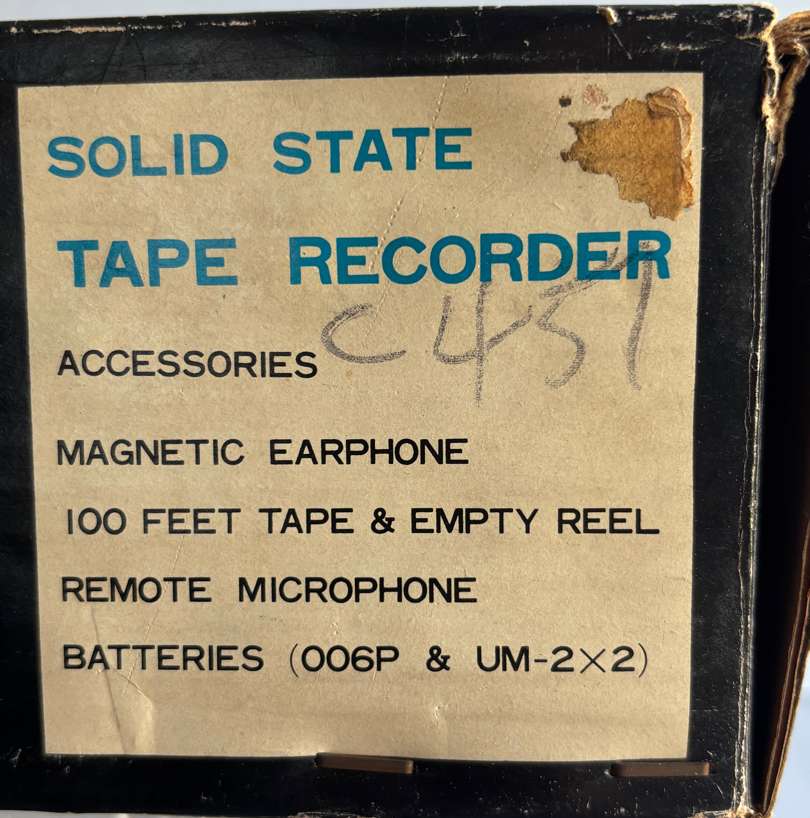 SOLID STATE
TAPE RECORDER
C451
ACCESSORIES
MAGNETIC EARPHONE
100 FEET TAPE & EMPTY REEL
REMOTE MICROPHONE
BATTERIES (006P & UM-2×2)